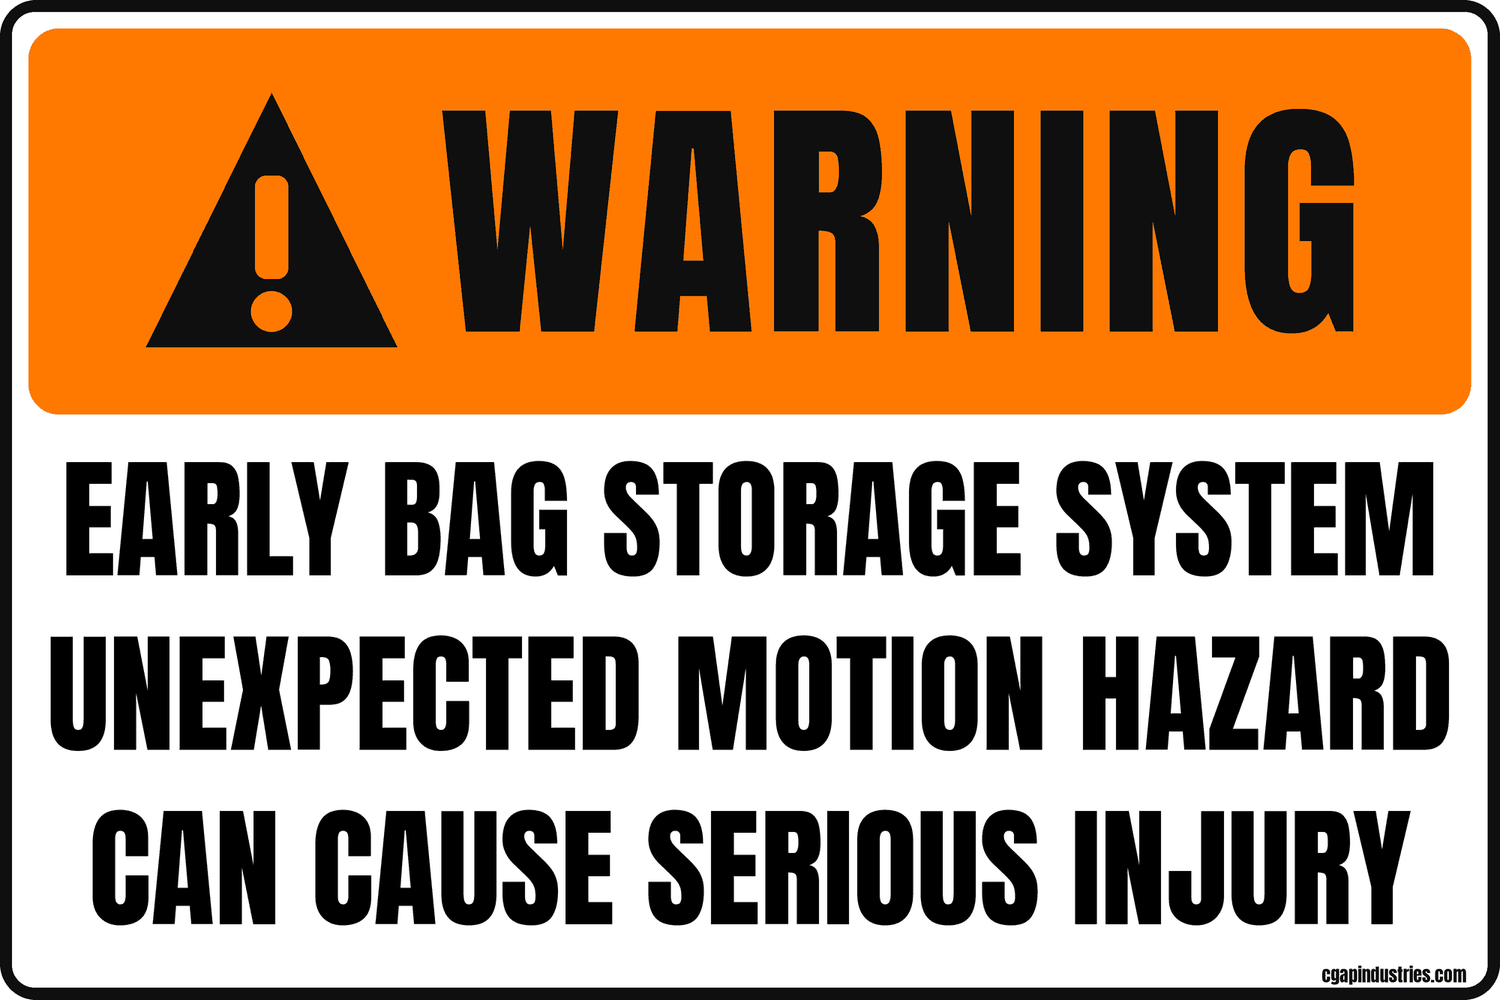 WARNING
EARLY BAG STORAGE SYSTEM
UNEXPECTED MOTION HAZARD
CAN CAUSE SERIOUS INJURY
cgapindustries.com